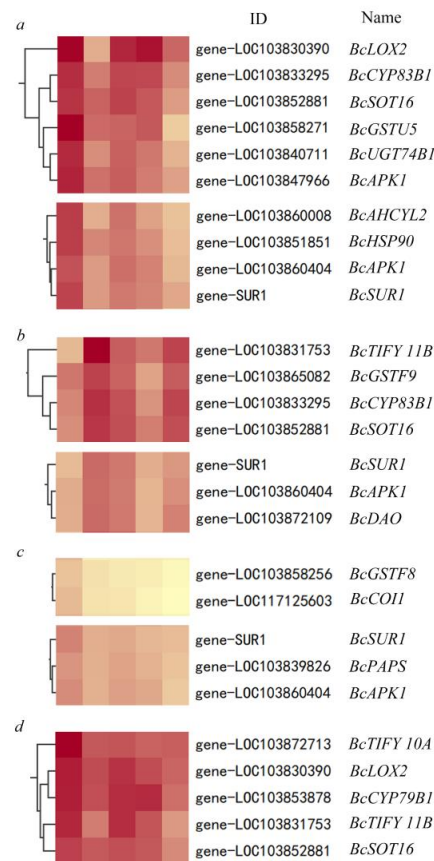 ID Name
a
gene-LOC103830390 BcLOX2
gene-LOC103833295 BcCYP83B1
gene-LOC103852881 BcSOT16
gene-LOC103858271 BcGSTU5
gene-LOC103840711 BcUGT74B1
gene-LOC103847966 BcAPK1
gene-LOC103860008 BcAHCYL2
gene-LOC103851851 BcHSP90
gene-LOC103860404 BcAPK1
gene-SUR1 BcSUR1
b
gene-LOC103831753 BcTIFY 11B
gene-LOC103865082 BcGSTF9
gene-LOC103833295 BcCYP83B1
gene-LOC103852881 BcSOT16
gene-SUR1 BcSUR1
gene-LOC103860404 BcAPK1
gene-LOC103872109 BcDAO
c
gene-LOC103858256 BcGSTF8
gene-LOC117125603 BcCOI1
gene-SUR1 BcSUR1
gene-LOC103839826 BcPAPS
gene-LOC103860404 BcAPK1
d
gene-LOC103872713 BcTIFY 10A
gene-LOC103830390 BcLOX2
gene-LOC103853878 BcCYP79B1
gene-LOC103831753 BcTIFY 11B
gene-LOC103852881 BcSOT16